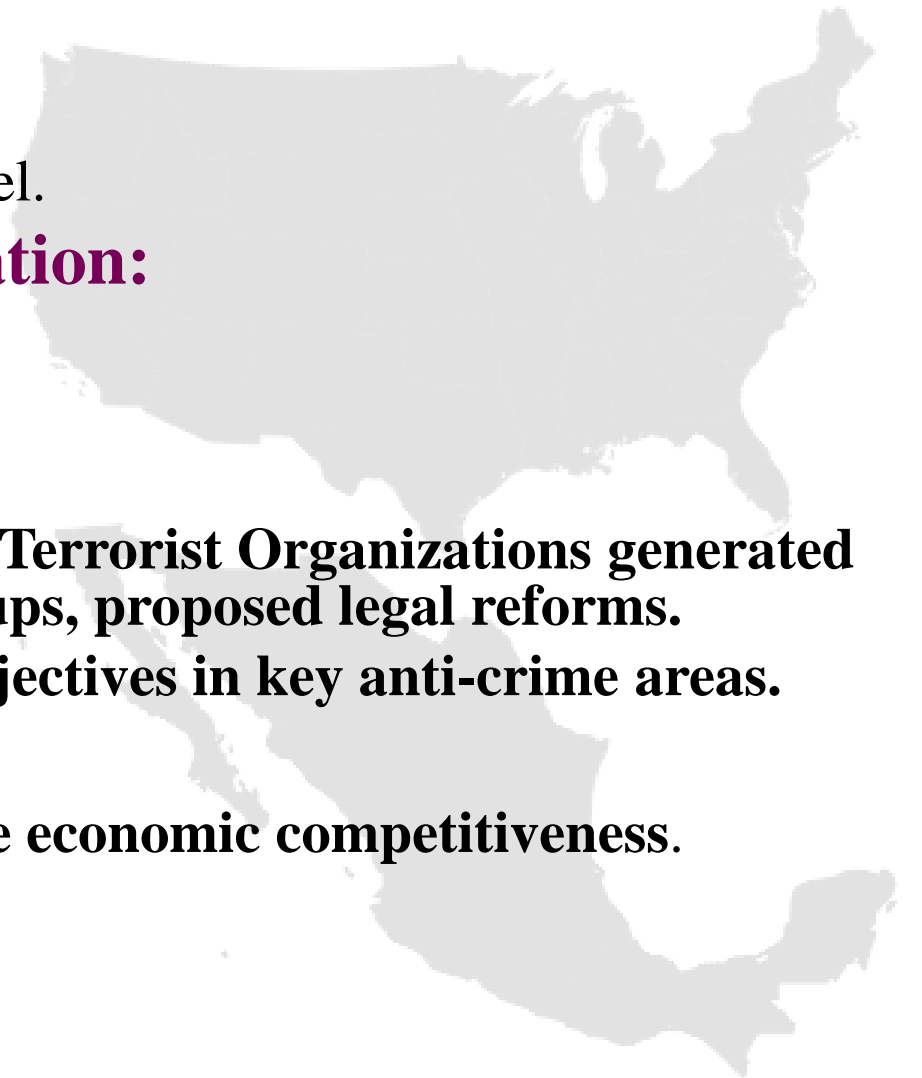 el.
ation:
Terrorist Organizations generated
ups, proposed legal reforms.
jectives in key anti-crime areas.
e economic competitiveness.